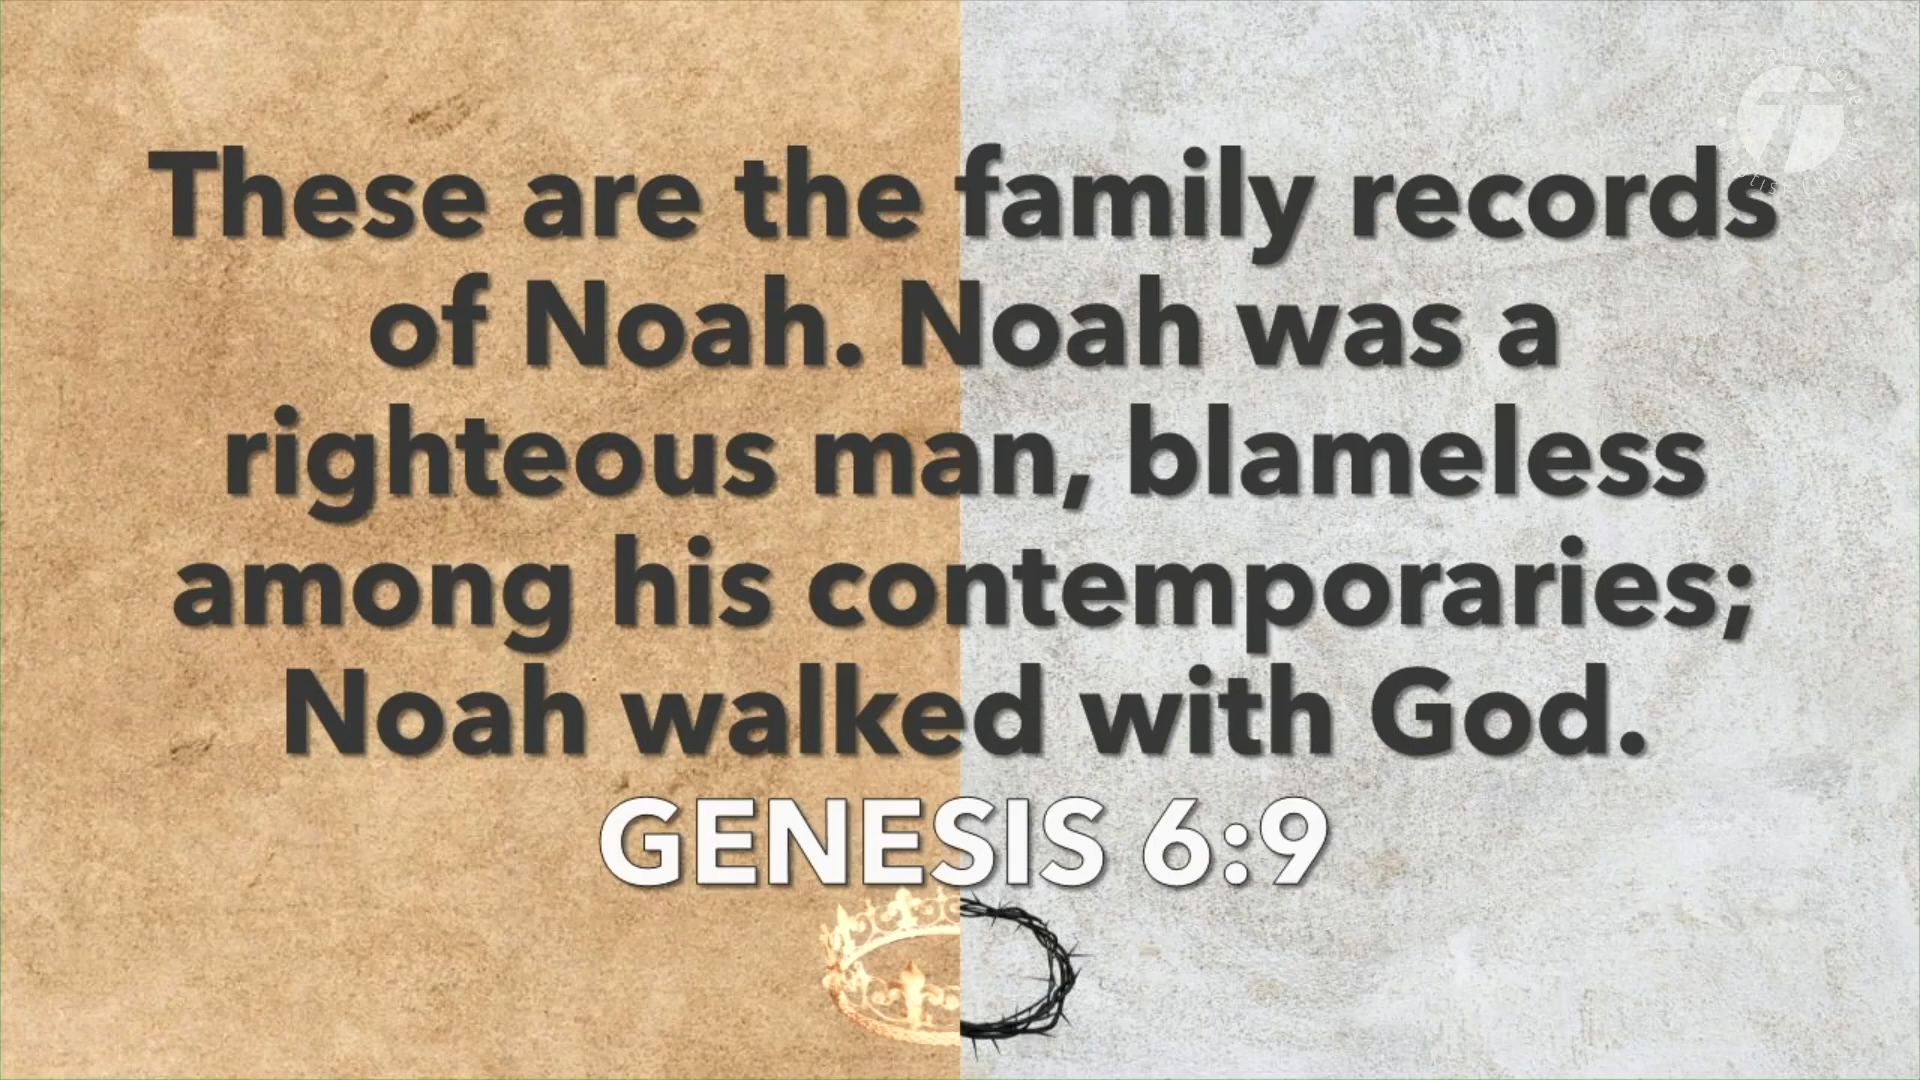 These are the family records
of Noah. Noah was a
righteous man, blameless
among his contemporaries;
Noah walked with God.
GENESIS 6:9